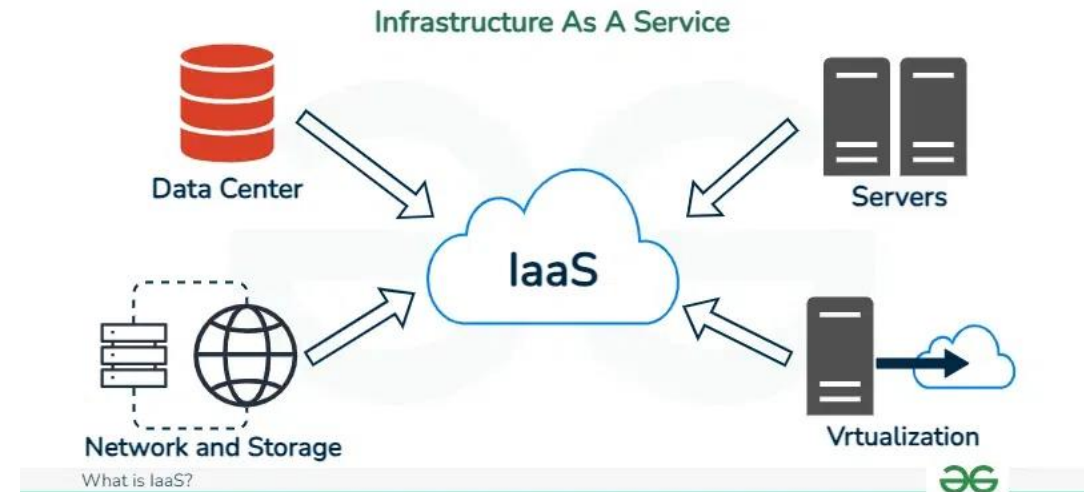 Infrastructure As A Service
Data Center
Servers
IaaS
Network and Storage
Vrtualization
What is IaaS?